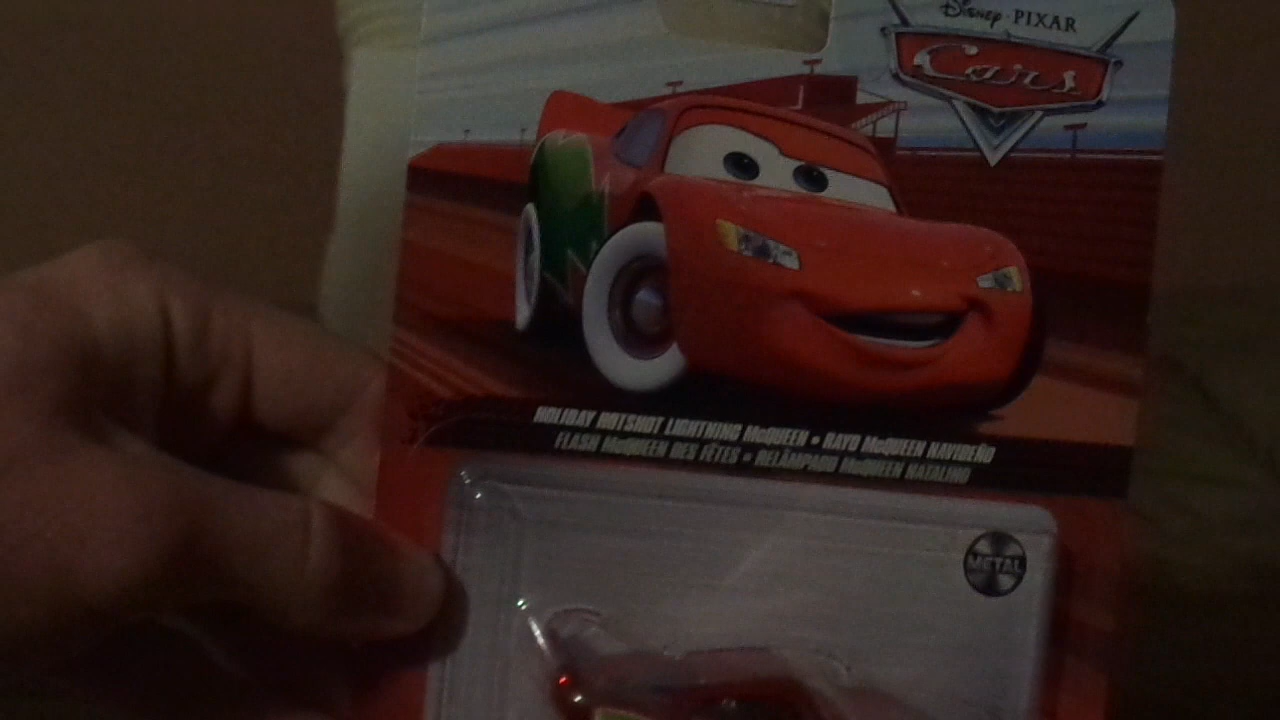 Disney · PIXAR
Cars
HOLIDAY HOTSHOT LIGHTNING McQUEEN • RAYO McQUEEN NAVIDEÑO
FLASH McQUEEN DES FÊTES • RELÂMPAGO McQUEEN NATALINO
METAL